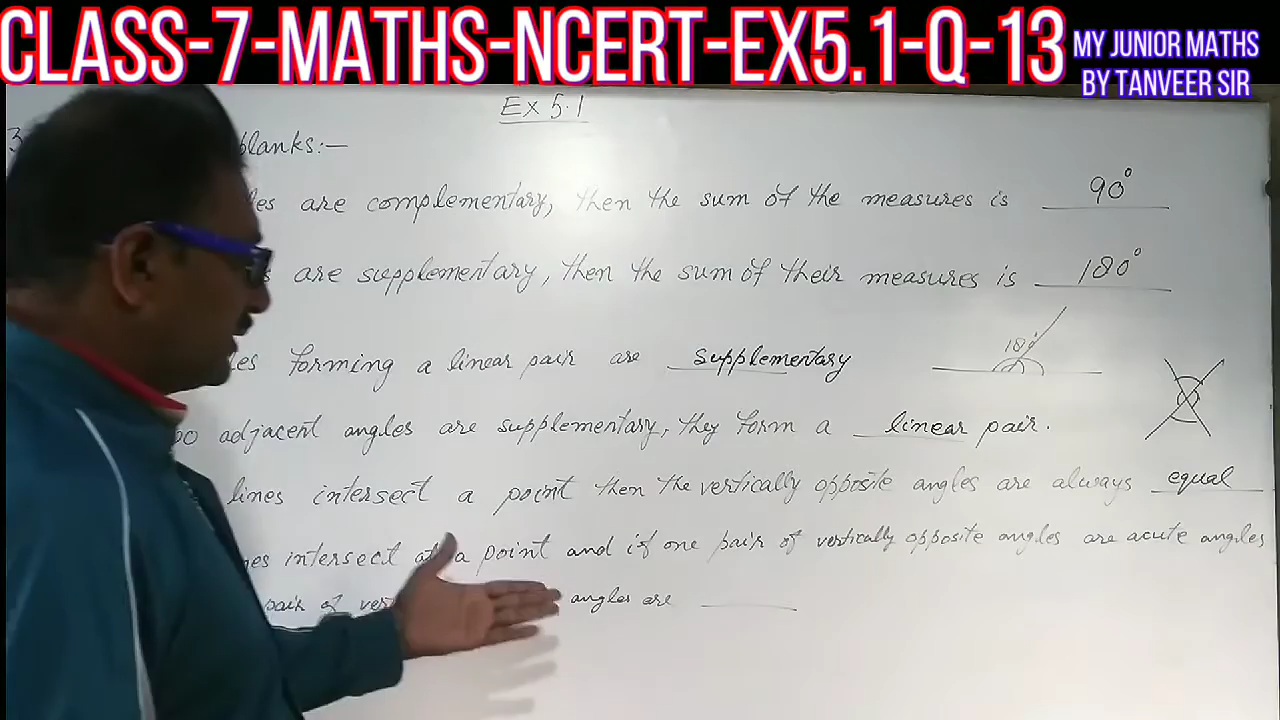 CLASS-7-MATHS-NCERT-EX5.1-Q-13
MY JUNIOR MATHS
BY TANVEER SIR
Ex 5.1
blanks:-
are complementary, then the sum of the measures is 90°
are supplementary, then the sum of their measures is 180°
forming a linear pair are supplementary
180°
adjacent angles are supplementary, they form a linear pair.
lines intersect a point then the vertically opposite angles are always equal
intersect at a point and if one pair of vertically opposite angles are acute angles
pair of angles are